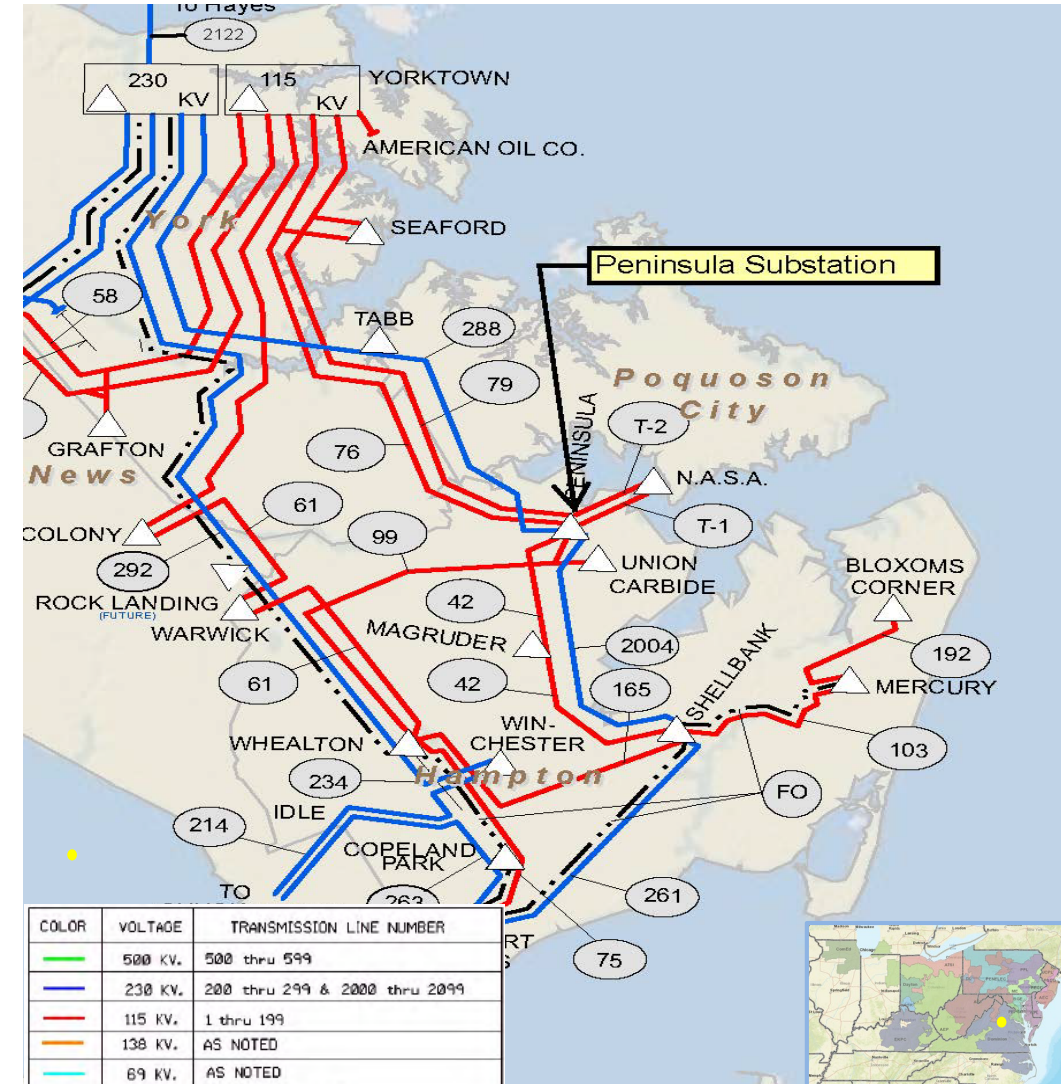 To Hayes
2122
230
KV
115
KV
YORKTOWN
AMERICAN OIL CO.
York
SEAFORD
Peninsula Substation
58
TABB
288
79
Poquoson
City
PENINSULA
T-2
76
GRAFTON
News
N.A.S.A.
61
T-1
COLONY
99
292
UNION
CARBIDE
BLOXOMS
CORNER
ROCK LANDING
(FUTURE)
WARWICK
42
MAGRUDER
2004
192
61
42
165
SHELLBANK
MERCURY
WIN-
CHESTER
WHEALTON
103
234
Hampton
FO
IDLE
214
COPELAND
PARK
TO
263
261
RT
S
75
COLOR VOLTAGE TRANSMISSION LINE NUMBER
500 KV. 500 thru 599
230 KV. 200 thru 299 & 2000 thru 2099
115 KV. 1 thru 199
138 KV. AS NOTED
69 KV. AS NOTED